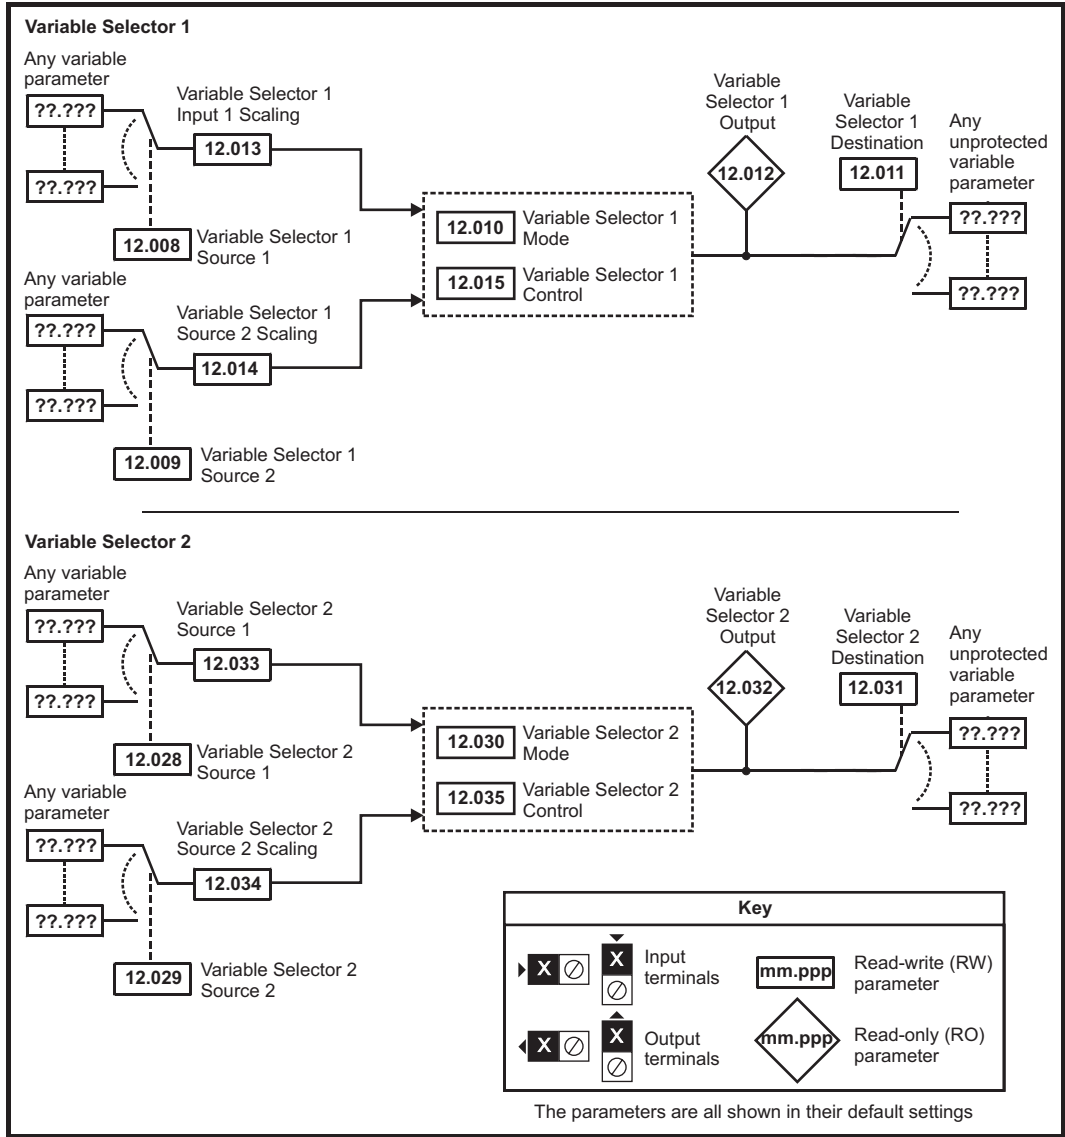 Variable Selector 1
Any variable
parameter
??.???
??.???
Variable Selector 1
Input 1 Scaling
12.013
12.008
Variable Selector 1
Source 1
Any variable
parameter
??.???
??.???
Variable Selector 1
Source 2 Scaling
12.014
12.009
Variable Selector 1
Source 2
12.010
Variable Selector 1
Mode
12.015
Variable Selector 1
Control
Variable
Selector 1
Output
12.012
Variable
Selector 1
Destination
12.011
Any
unprotected
variable
parameter
??.???
??.???
Variable Selector 2
Any variable
parameter
??.???
??.???
Variable Selector 2
Source 1
12.033
12.028
Variable Selector 2
Source 1
Any variable
parameter
??.???
??.???
Variable Selector 2
Source 2 Scaling
12.034
12.029
Variable Selector 2
Source 2
12.030
Variable Selector 2
Mode
12.035
Variable Selector 2
Control
Variable
Selector 2
Output
12.032
Variable
Selector 2
Destination
12.031
Any
unprotected
variable
parameter
??.???
??.???
Key
X
X
Input
terminals
mm.ppp
Read-write (RW)
parameter
X
X
Output
terminals
mm.ppp
Read-only (RO)
parameter
The parameters are all shown in their default settings